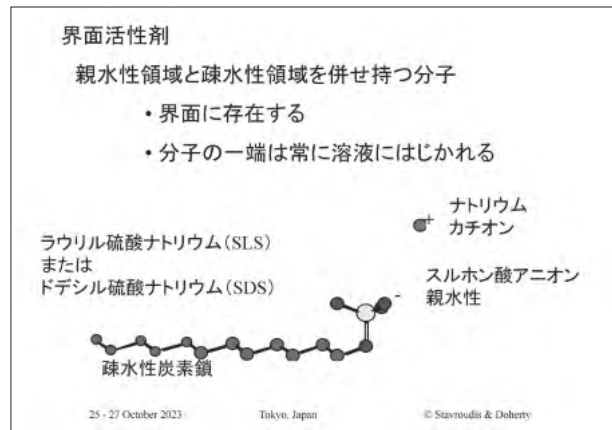 界面活性剤
親水性領域と疎水性領域を併せ持つ分子
・界面に存在する
・分子の一端は常に溶液にはじかれる
ラウリル硫酸ナトリウム(SLS)
または
ドデシル硫酸ナトリウム(SDS)
+
ナトリウム
カチオン
-
スルホン酸アニオン
親水性
疎水性炭素鎖
25 - 27 October 2023 Tokyo, Japan © Stavroudis & Doherty